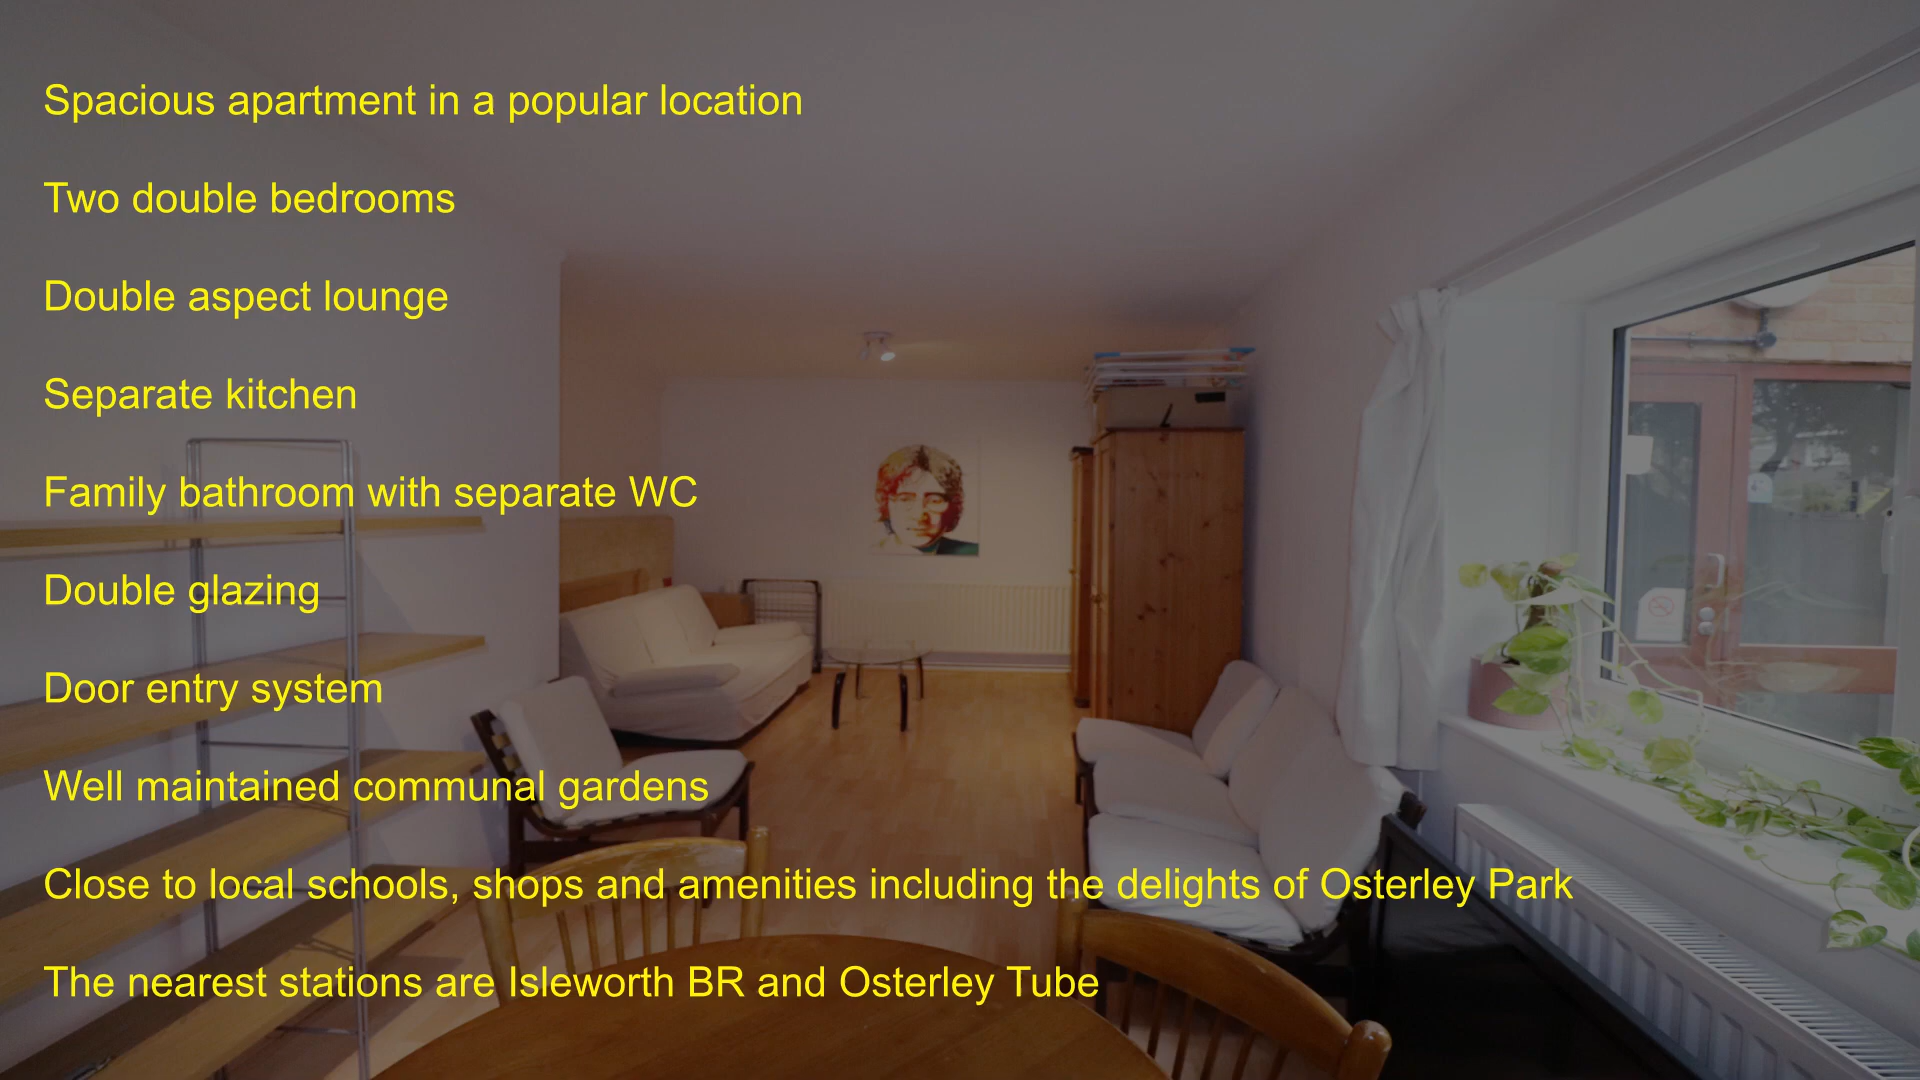 Spacious apartment in a popular location
Two double bedrooms
Double aspect lounge
Separate kitchen
Family bathroom with separate WC
Double glazing
Door entry system
Well maintained communal gardens
Close to local schools, shops and amenities including the delights of Osterley Park
The nearest stations are Isleworth BR and Osterley Tube